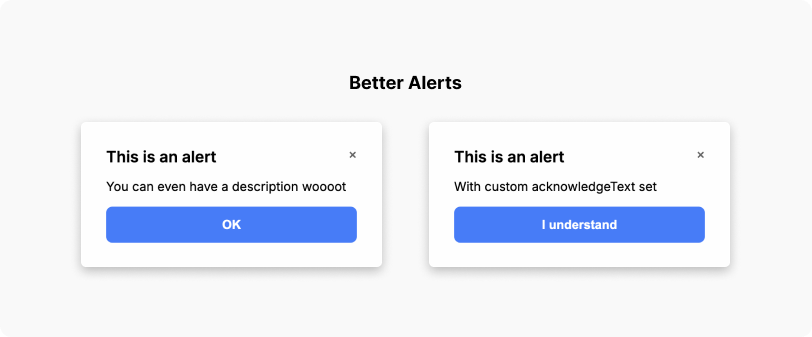 Better Alerts
This is an alert ×
You can even have a description woooot
OK
This is an alert ×
With custom acknowledgeText set
I understand